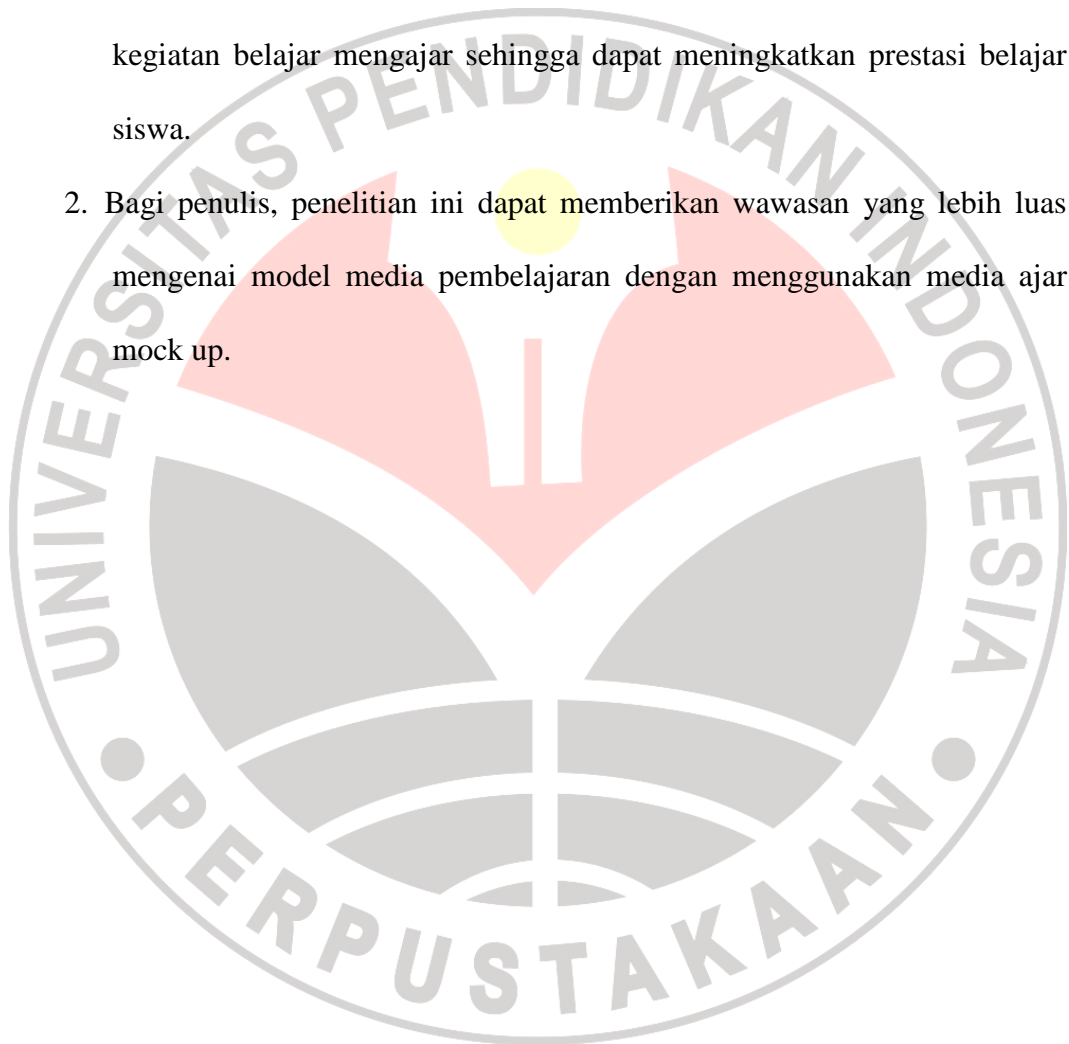 kegiatan belajar mengajar sehingga dapat meningkatkan prestasi belajar
siswa.
2. Bagi penulis, penelitian ini dapat memberikan wawasan yang lebih luas
mengenai model media pembelajaran dengan menggunakan media ajar
mock up.
UNIVERSITAS PENDIDIKAN INDONESIA
PERPUSTAKAAN